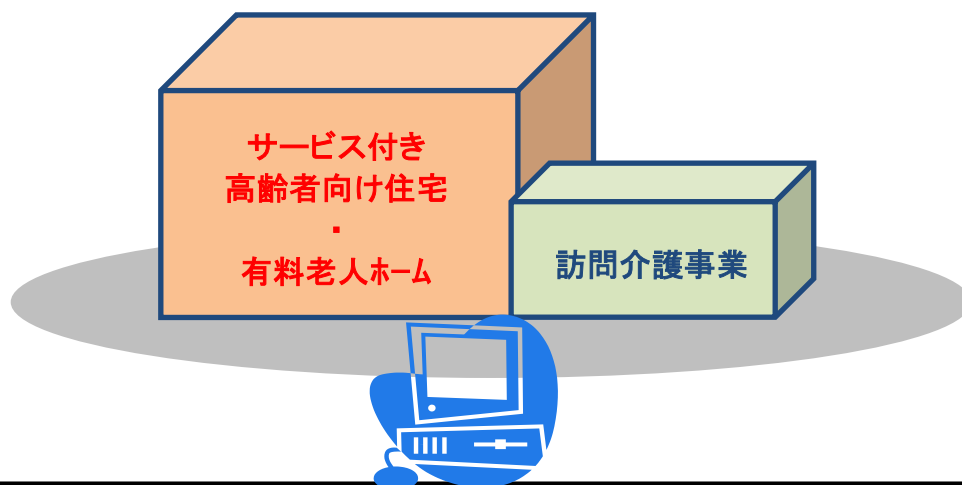 サービス付き
高齢者向け住宅
・
有料老人ホーム
訪問介護事業